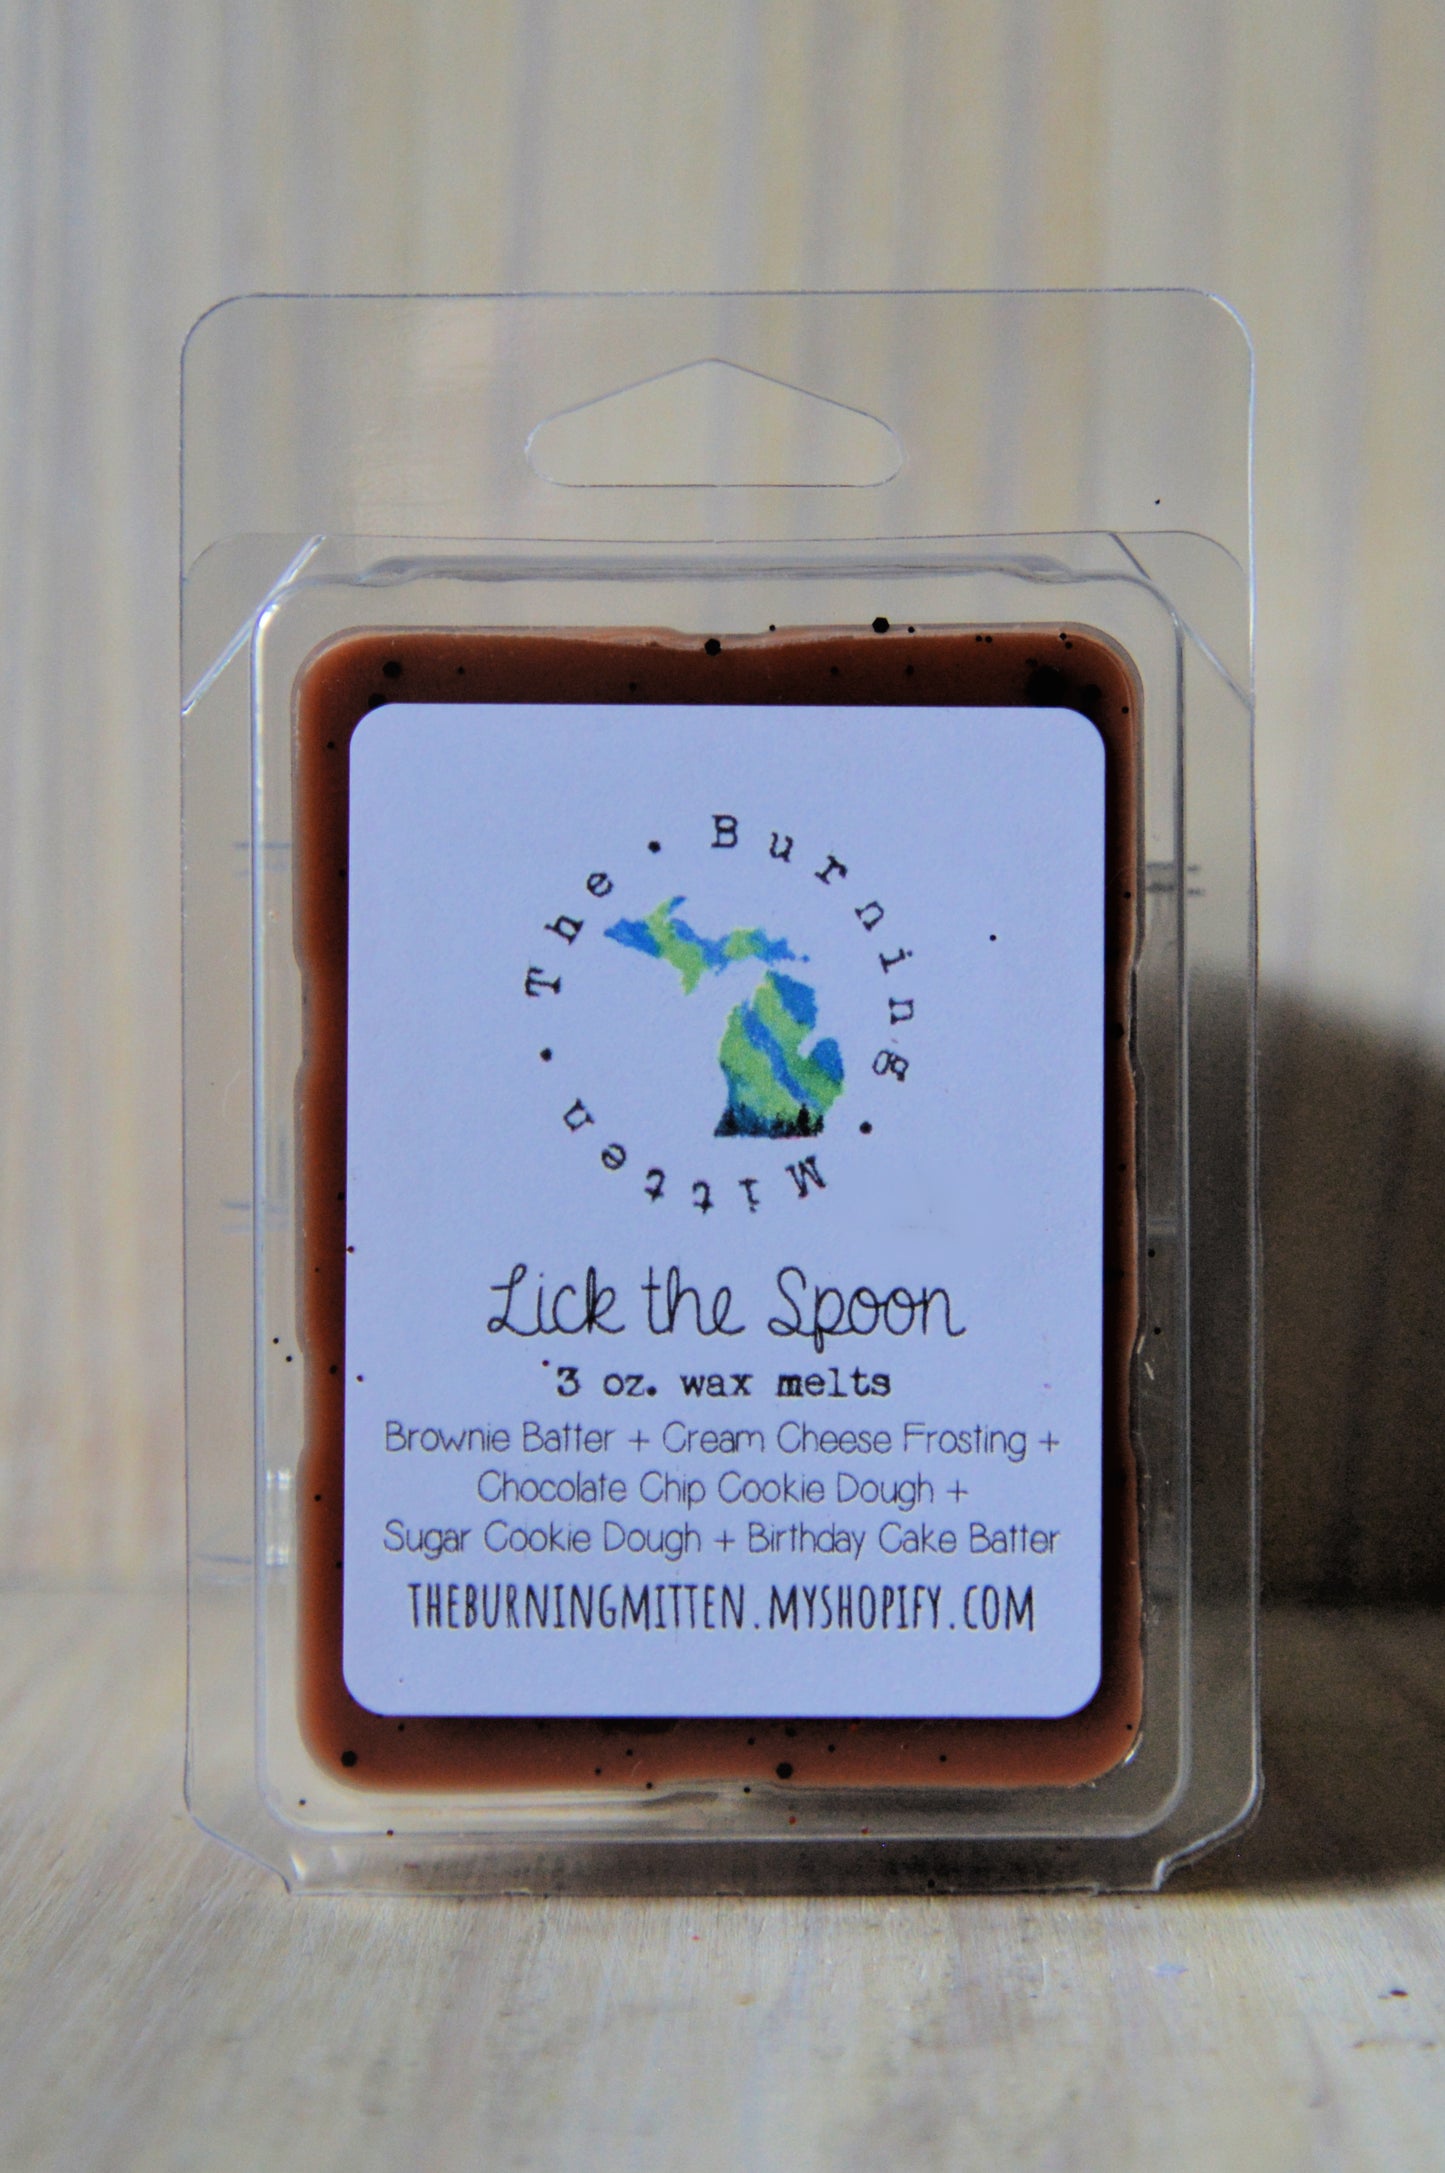 The • Burning • Mitten •
Lick the Spoon
3 oz. wax melts
Brownie Batter + Cream Cheese Frosting +
Chocolate Chip Cookie Dough +
Sugar Cookie Dough + Birthday Cake Batter
THEBURNINGMITTEN.MYSHOPIFY.COM